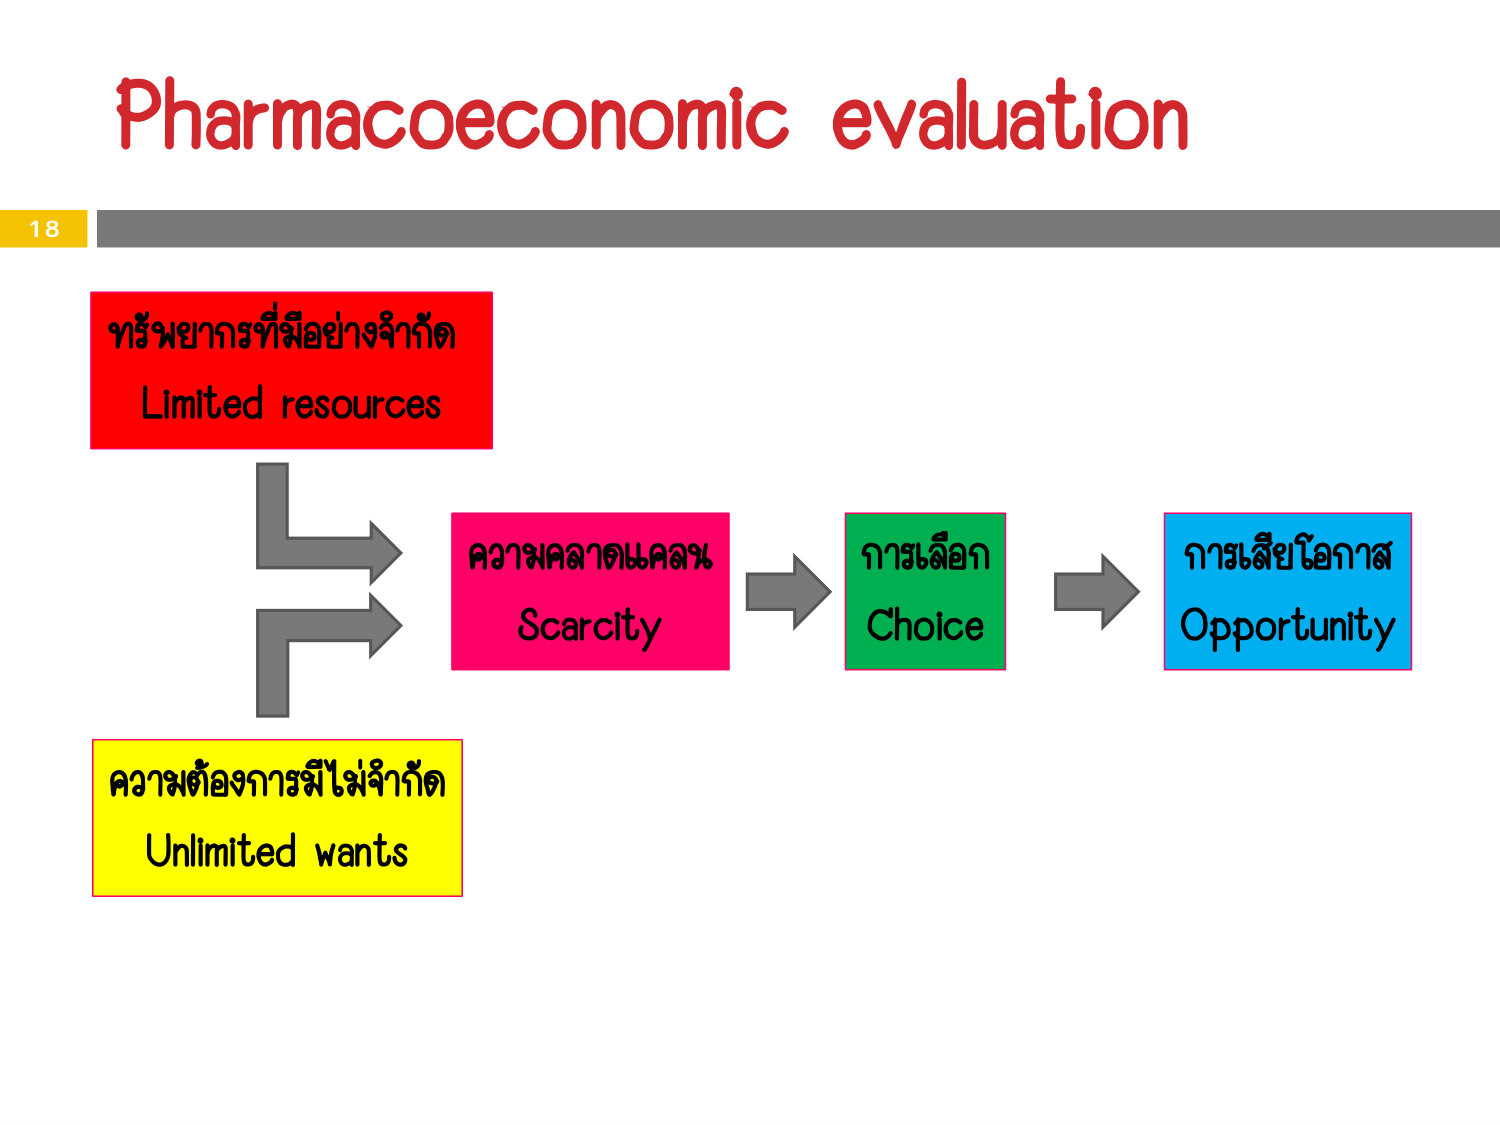 Pharmacoeconomic evaluation
18
ทรัพยากรที่มีอย่างจำกัด
Limited resources
ความคลาดแคลน
Scarcity
การเลือก
Choice
การเสียโอกาส
Opportunity
ความต้องการมีไม่จำกัด
Unlimited wants